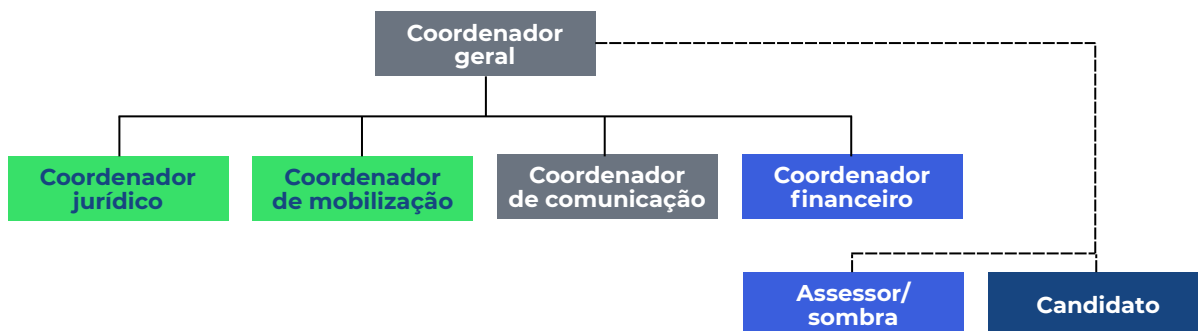 Coordenador
geral
Coordenador
jurídico
Coordenador
de mobilização
Coordenador
de comunicação
Coordenador
financeiro
Assessor/
sombra
Candidato